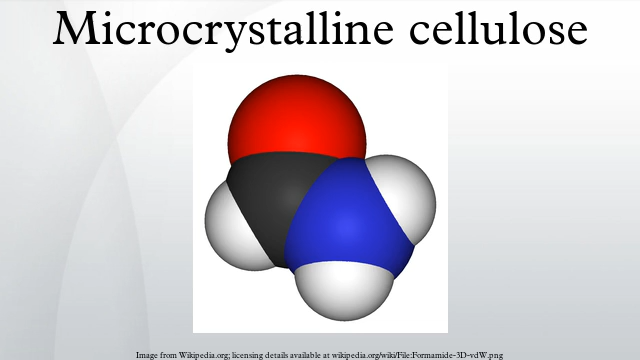 Microcrystalline cellulose
Image from Wikipedia.org; licensing details available at wikipedia.org/wiki/File:Formamide-3D-vdW.png